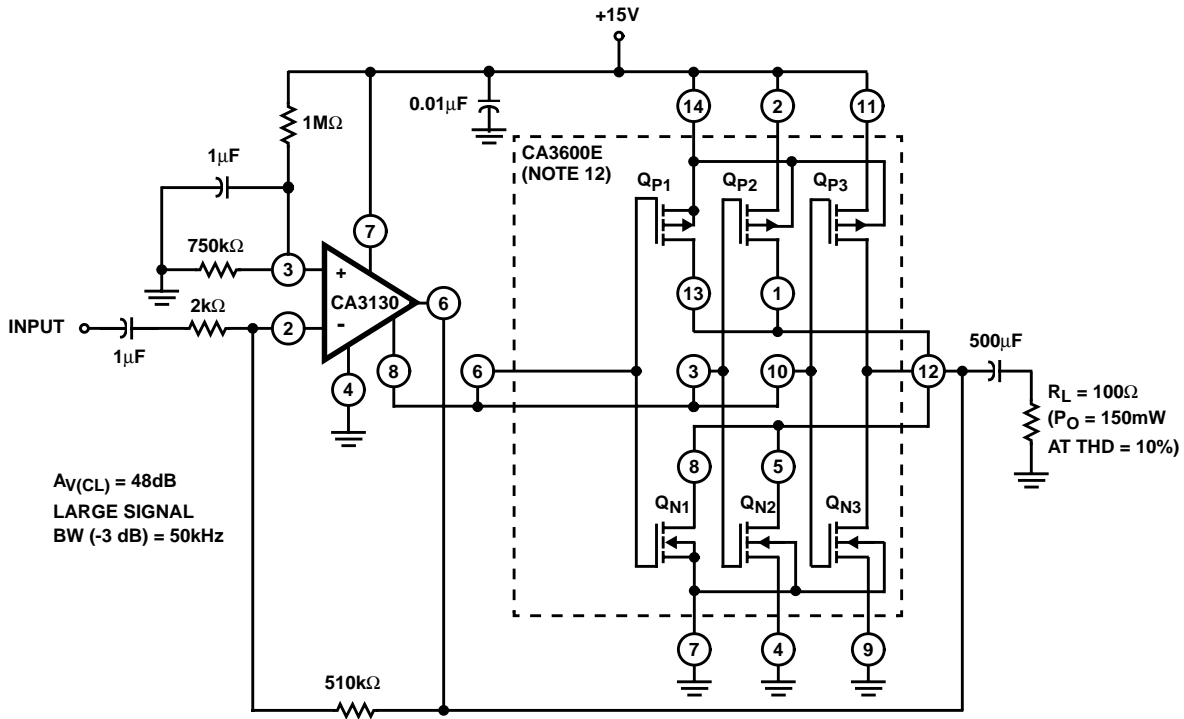 +15V
0.01μF
14
2
11
1MΩ
CA3600E
(NOTE 12)
1μF
QP1
QP2
QP3
7
750kΩ
3
+
CA3130
6
13
1
2kΩ
INPUT
2
-
500μF
1μF
8
6
3
10
12
4
RL = 100Ω
(PO = 150mW
AT THD = 10%)
8
5
AV(CL) = 48dB
LARGE SIGNAL
BW (-3 dB) = 50kHz
QN1
QN2
QN3
7
4
9
510kΩ